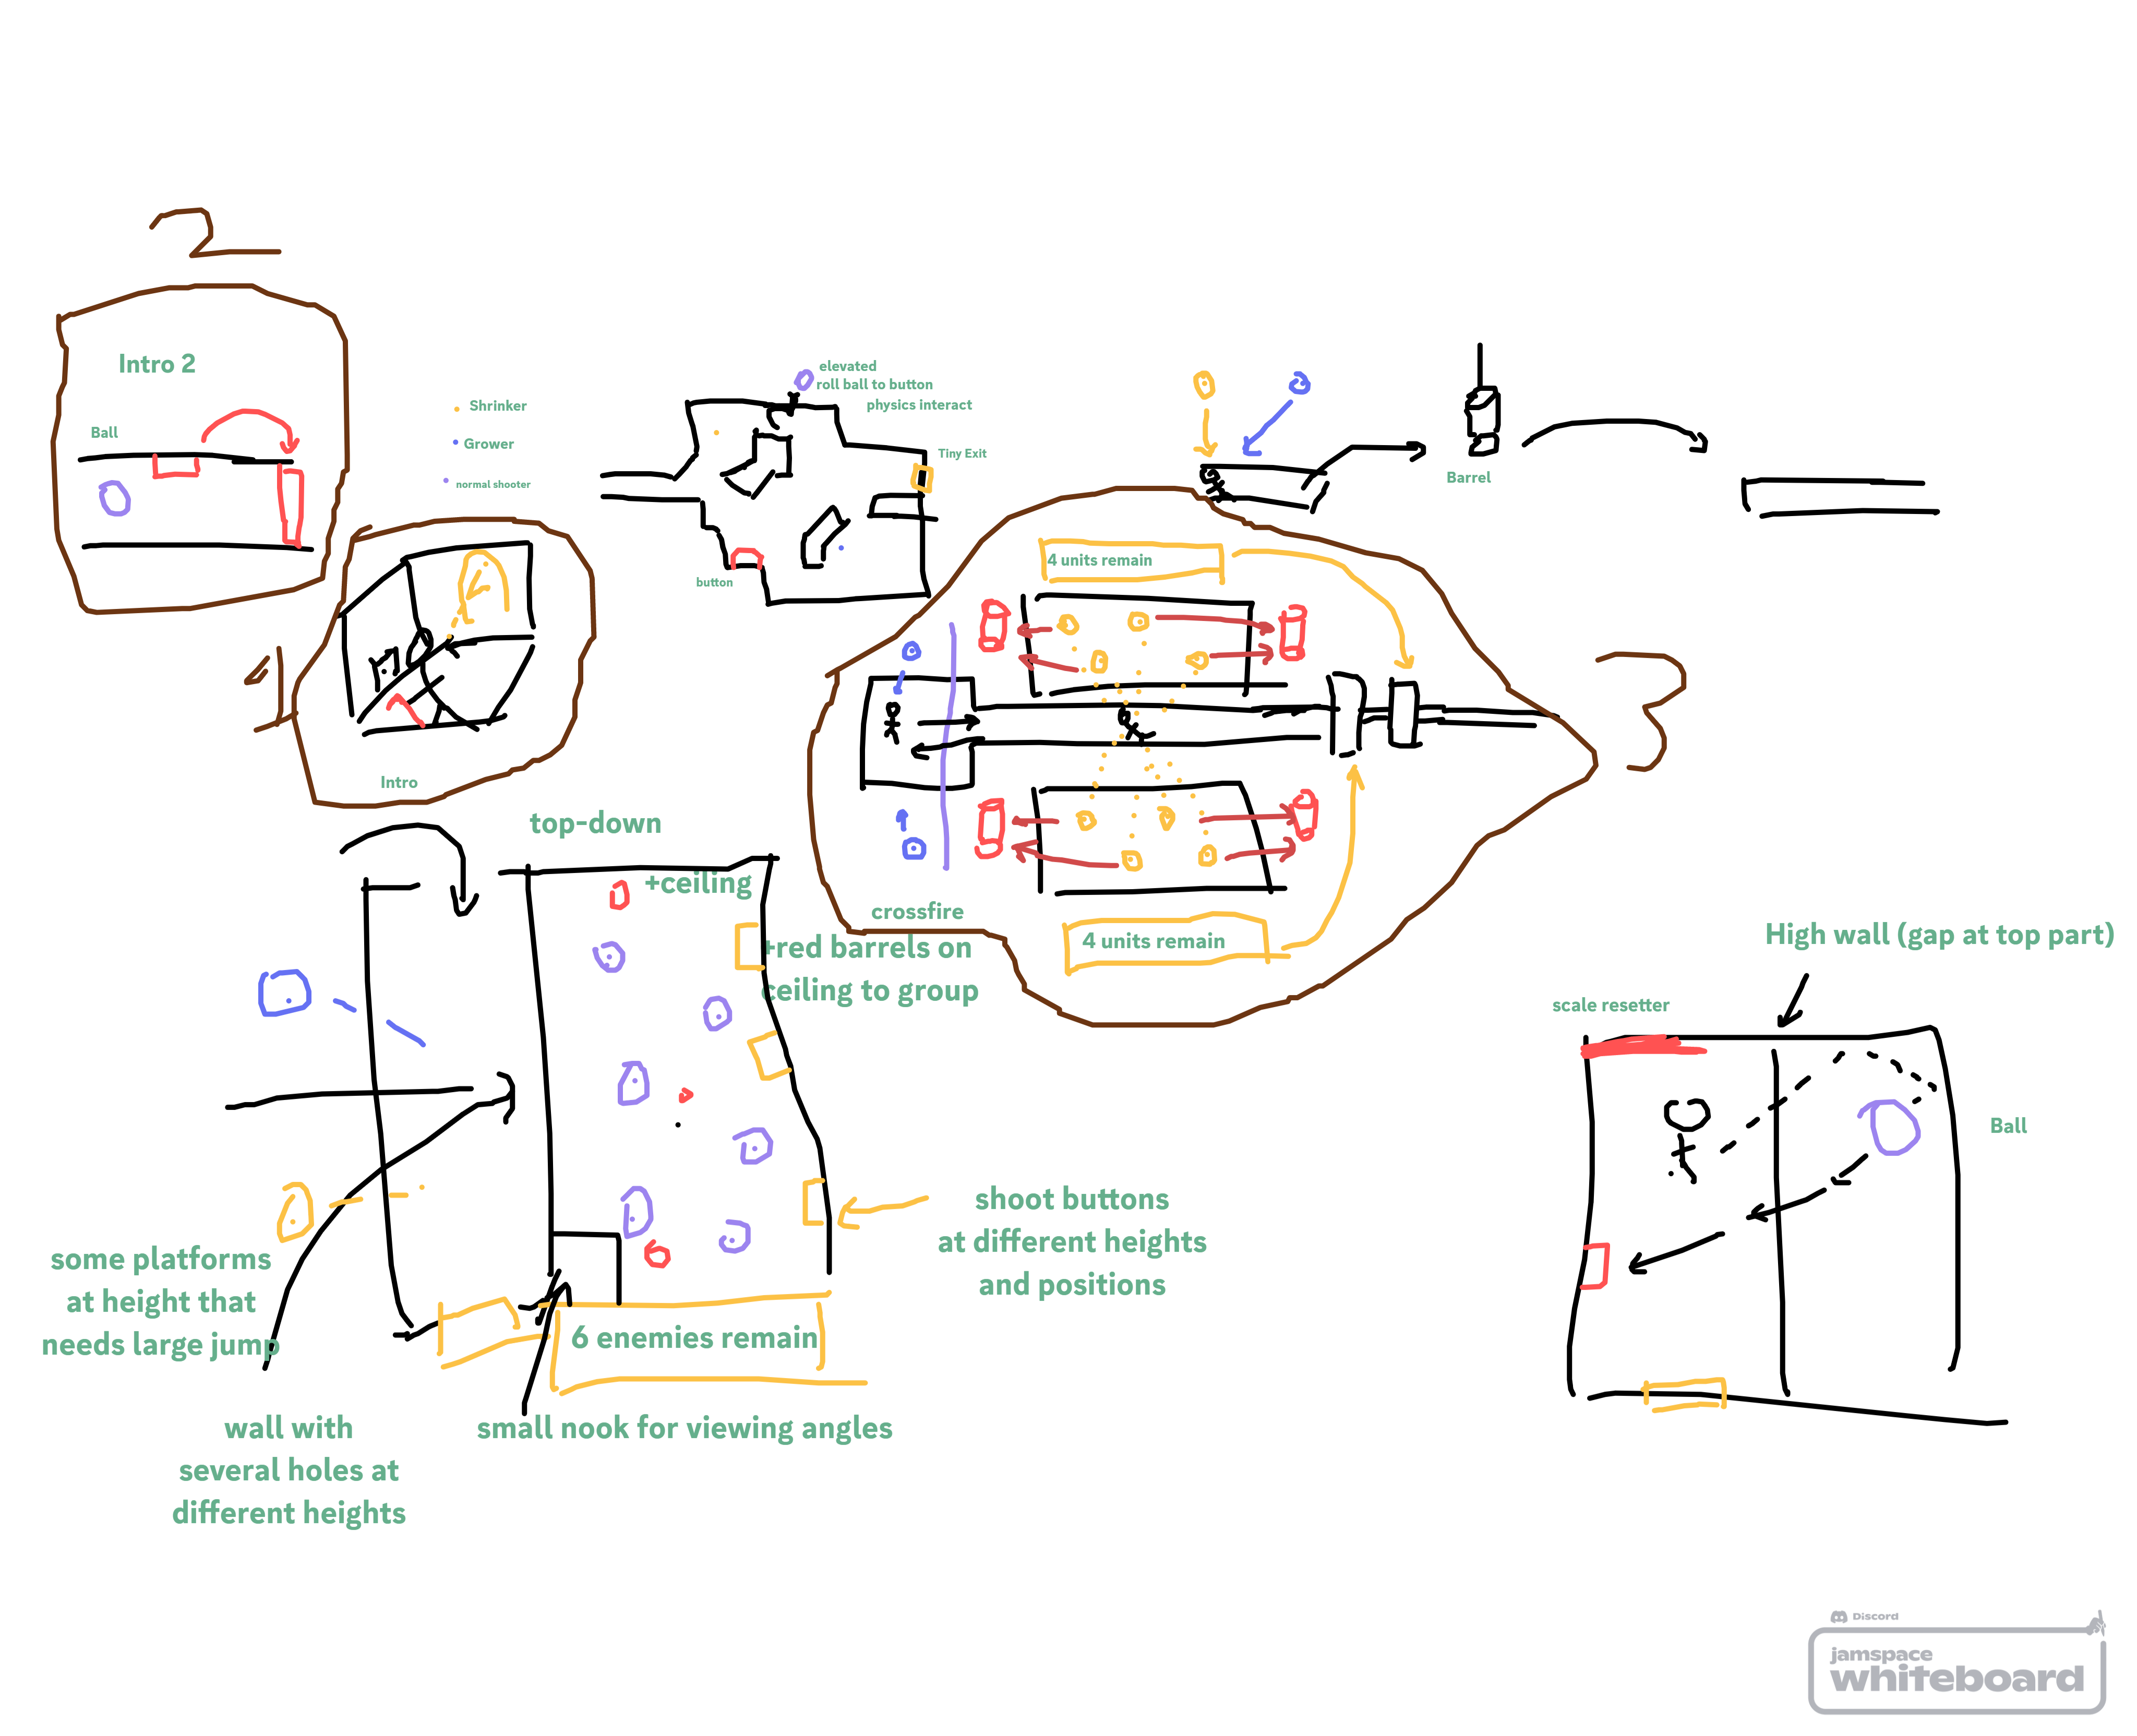 2
Intro 2
Ball
Shrinker
Grower
normal shooter
elevated
roll ball to button
physics interact
Tiny Exit
button
Barrel
1
Intro
4 units remain
3
4 units remain
crossfire
top-down
+ceiling
+red barrels on
ceiling to group
shoot buttons
at different heights
and positions
some platforms
at height that
needs large jump
6 enemies remain
small nook for viewing angles
wall with
several holes at
different heights
High wall (gap at top part)
scale resetter
Ball
Discord
jamspace
whiteboard